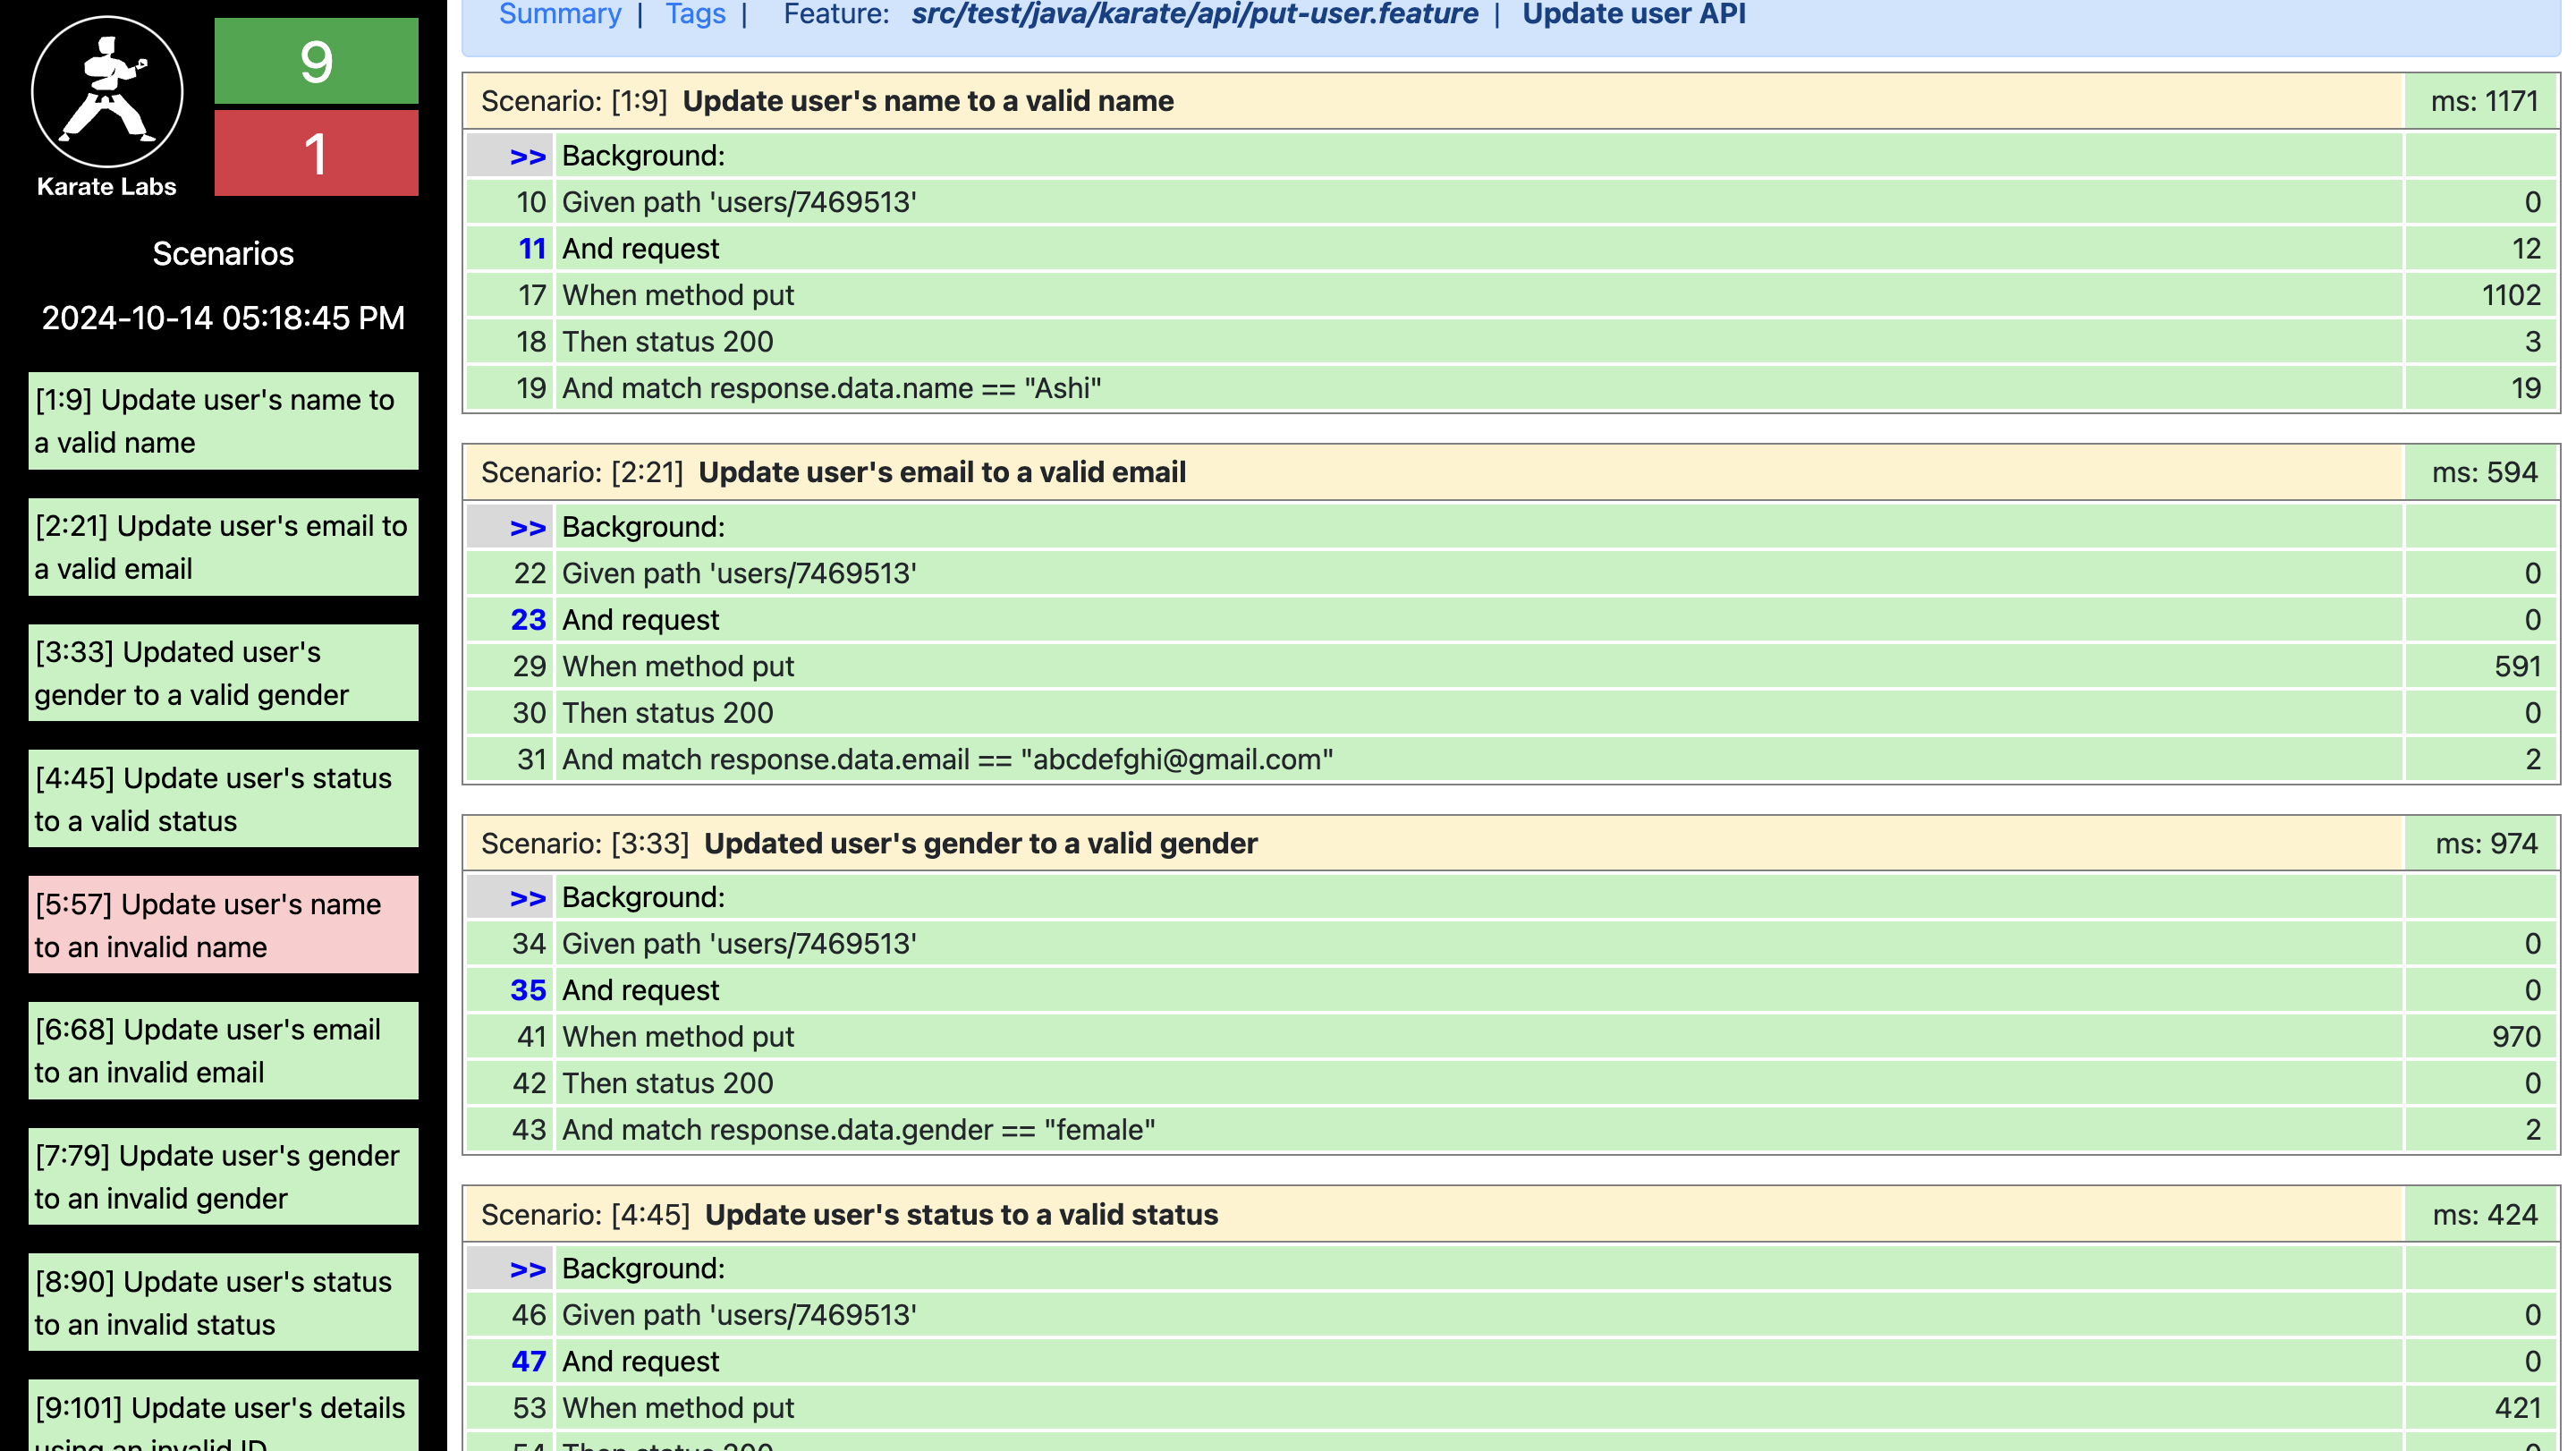 Karate Labs
9
1
Scenarios
2024-10-14 05:18:45 PM
[1:9] Update user's name to
a valid name
[2:21] Update user's email to
a valid email
[3:33] Updated user's
gender to a valid gender
[4:45] Update user's status
to a valid status
[5:57] Update user's name
to an invalid name
[6:68] Update user's email
to an invalid email
[7:79] Update user's gender
to an invalid gender
[8:90] Update user's status
to an invalid status
[9:101] Update user's details
using an invalid ID
Summary | Tags | Feature: src/test/java/karate/api/put-user.feature | Update user API
Scenario: [1:9] Update user's name to a valid name ms: 1171
>> Background:
10 Given path 'users/7469513' 0
11 And request 12
17 When method put 1102
18 Then status 200 3
19 And match response.data.name == "Ashi" 19
Scenario: [2:21] Update user's email to a valid email ms: 594
>> Background:
22 Given path 'users/7469513' 0
23 And request 0
29 When method put 591
30 Then status 200 0
31 And match response.data.email == "abcdefghi@gmail.com" 2
Scenario: [3:33] Updated user's gender to a valid gender ms: 974
>> Background:
34 Given path 'users/7469513' 0
35 And request 0
41 When method put 970
42 Then status 200 0
43 And match response.data.gender == "female" 2
Scenario: [4:45] Update user's status to a valid status ms: 424
>> Background:
46 Given path 'users/7469513' 0
47 And request 0
53 When method put 421
54 Then status 200 0